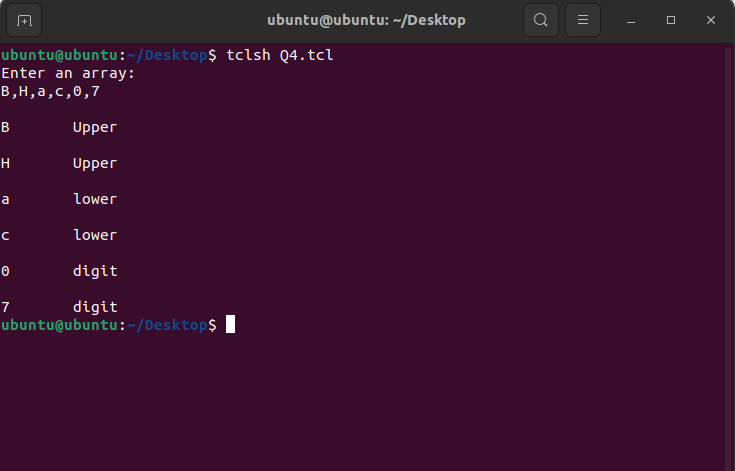 ubuntu@ubuntu: ~/Desktop
ubuntu@ubuntu:~/Desktop$ tclsh Q4.tcl
Enter an array:
B,H,a,c,0,7
B Upper
H Upper
a lower
c lower
0 digit
7 digit
ubuntu@ubuntu:~/Desktop$